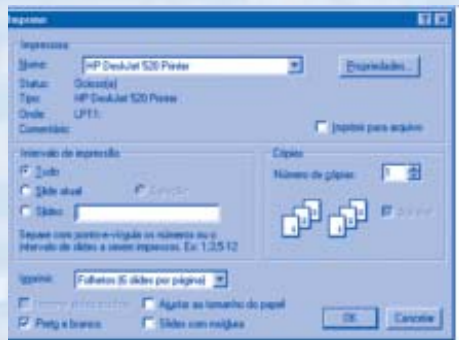 Imprimir
Impressora
Nome: HP DeskJet 520 Printer Propriedades...
Status: Ocioso(a)
Tipo: HP DeskJet 520 Printer
Onde: LPT1:
Comentário: Imprimir para arquivo
Intervalo de impressão
Tudo
Slide atual Seleção
Slides:
Separe com ponto-e-vírgula os números ou o
intervalo de slides a serem impressos. Ex: 1;3;5-12
Cópias
Número de cópias: 1
Imprimir: Folhetos (6 slides por página)
Ajustar ao tamanho do papel
Preto e branco Slides com moldura
OK Cancelar